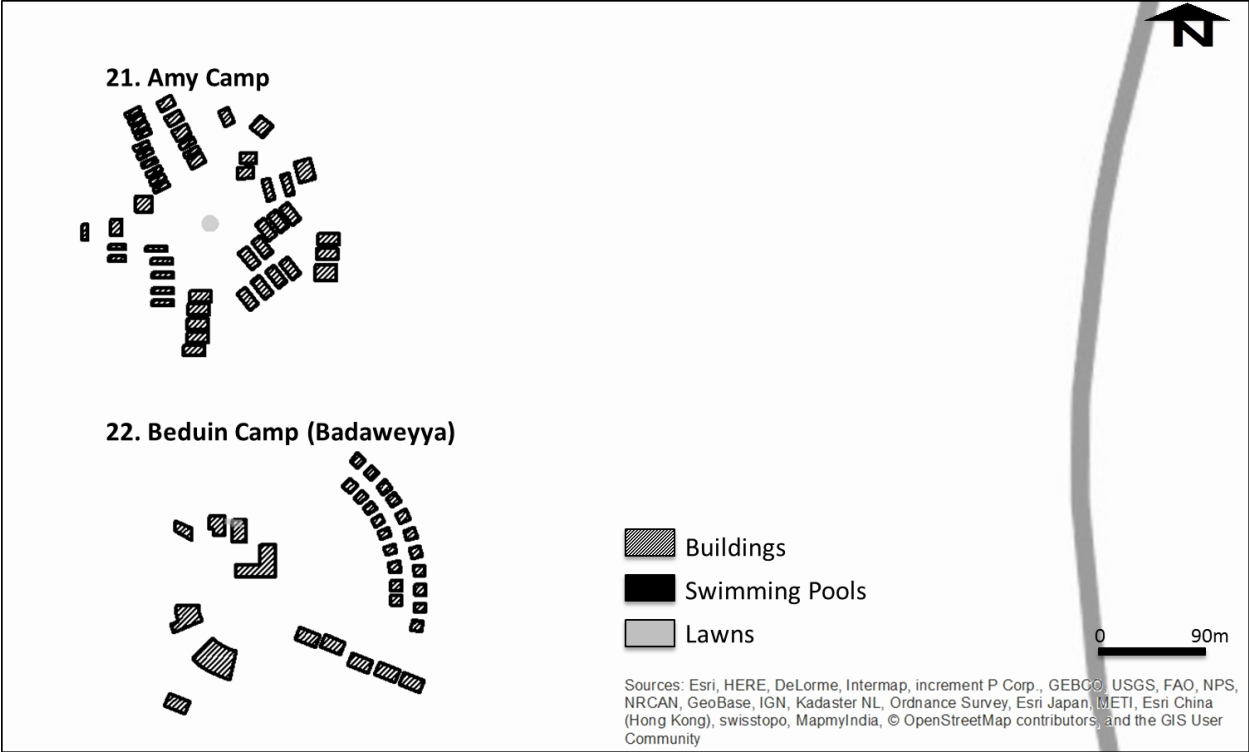 N
21. Amy Camp
22. Beduin Camp (Badaweyya)
Buildings
Swimming Pools
Lawns
0 90m
Sources: Esri, HERE, DeLorme, Intermap, increment P Corp., GEBCO, USGS, FAO, NPS,
NRCAN, GeoBase, IGN, Kadaster NL, Ordnance Survey, Esri Japan, METI, Esri China
(Hong Kong), swisstopo, MapmyIndia, © OpenStreetMap contributors, and the GIS User
Community